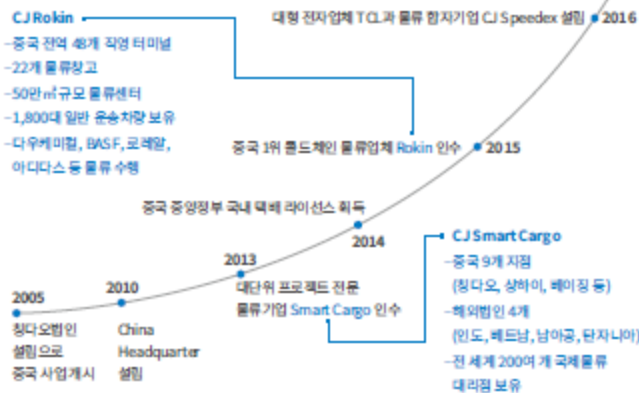 CJ Rokin
-중국 전역 48개 직영 터미널
-22개 물류창고
-50만㎡ 규모 물류센터
-1,800대 일반 운송차량 보유
-다우케미컬, BASF, 로레알,
아디다스 등 물류 수행
대형 전자업체 TCL과 물류 합자기업 CJ Speedex 설립
2016
중국 1위 콜드체인 물류업체 Rokin 인수
2015
중국 중앙정부 국내 택배 라이선스 획득
2014
2013
대단위 프로젝트 전문
물류기업 Smart Cargo 인수
2010
China
Headquarter
설립
2005
칭다오법인
설립으로
중국 사업개시
CJ Smart Cargo
-중국 9개 지점
(칭다오, 상하이, 베이징 등)
-해외법인 4개
(인도, 베트남, 남아공, 탄자니아)
-전 세계 200여 개 국제물류
대리점 보유